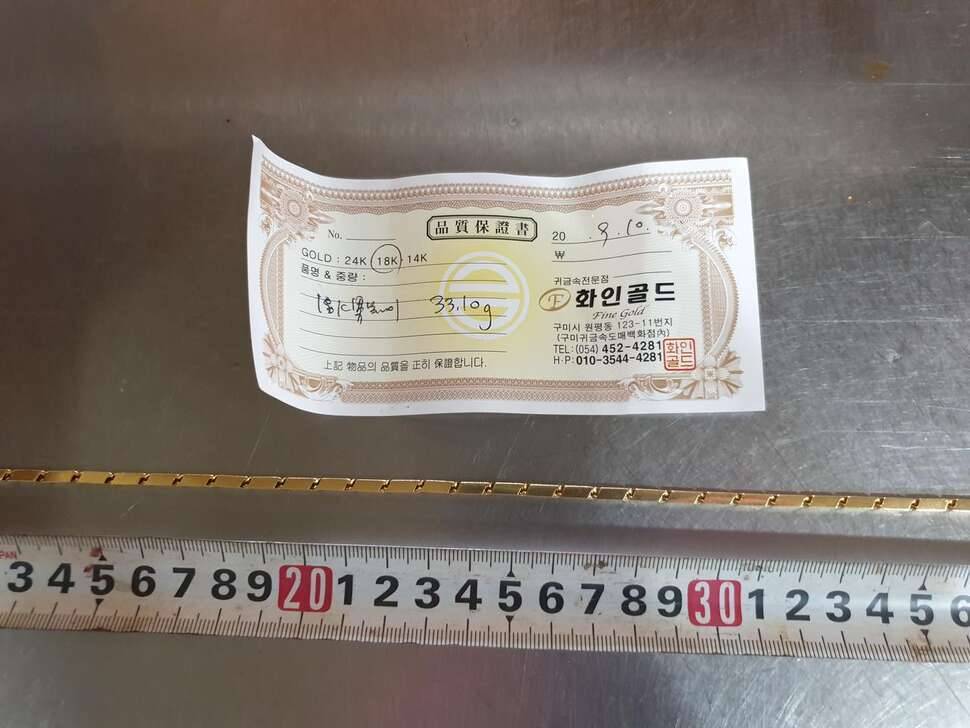 品質保證書
No.
20 . 9. 10.
GOLD : 24K 18K 14K
₩
品명 & 중량 :
33.10g
上記 物品의 品質을 正히 保證합니다.
귀금속전문점
F 화인골드
Fine Gold
구미시 원평동 123-11번지
(구미귀금속도매백화점內)
TEL:(054) 452-4281
H·P:010-3544-4281
화인
골드
PAN
3 4 5 6 7 8 9 20 1 2 3 4 5 6 7 8 9 30 1 2 3 4 5 6